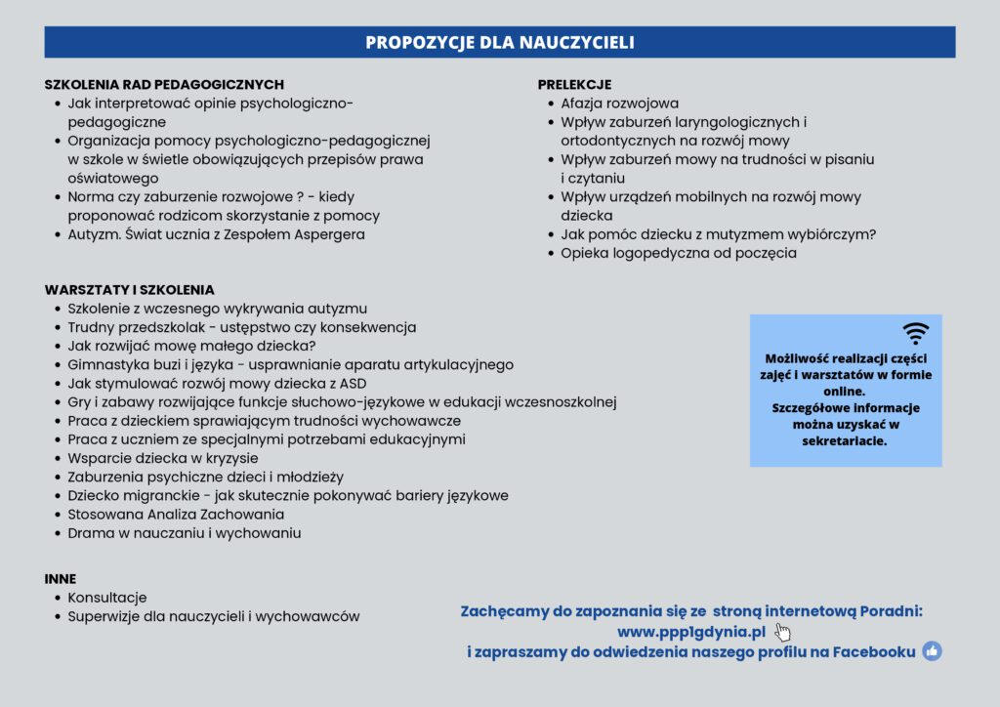 PROPOZYCJE DLA NAUCZYCIELI
SZKOLENIA RAD PEDAGOGICZNYCH
• Jak interpretować opinie psychologiczno-
pedagogiczne
• Organizacja pomocy psychologiczno-pedagogicznej
w szkole w świetle obowiązujących przepisów prawa
oświatowego
• Norma czy zaburzenie rozwojowe ? - kiedy
proponować rodzicom skorzystanie z pomocy
• Autyzm. Świat ucznia z Zespołem Aspergera
PRELEKCJE
• Afazja rozwojowa
• Wpływ zaburzeń laryngologicznych i
ortodontycznych na rozwój mowy
• Wpływ zaburzeń mowy na trudności w pisaniu
i czytaniu
• Wpływ urządzeń mobilnych na rozwój mowy
dziecka
• Jak pomóc dziecku z mutyzmem wybiórczym?
• Opieka logopedyczna od poczęcia
WARSZTATY I SZKOLENIA
• Szkolenie z wczesnego wykrywania autyzmu
• Trudny przedszkolak - ustępstwo czy konsekwencja
• Jak rozwijać mowę małego dziecka?
• Gimnastyka buzi i języka - usprawnianie aparatu artykulacyjnego
• Jak stymulować rozwój mowy dziecka z ASD
• Gry i zabawy rozwijające funkcje słuchowo-językowe w edukacji wczesnoszkolnej
• Praca z dzieckiem sprawiającym trudności wychowawcze
• Praca z uczniem ze specjalnymi potrzebami edukacyjnymi
• Wsparcie dziecka w kryzysie
• Zaburzenia psychiczne dzieci i młodzieży
• Dziecko migranckie - jak skutecznie pokonywać bariery językowe
• Stosowana Analiza Zachowania
• Drama w nauczaniu i wychowaniu
Możliwość realizacji części
zajęć i warsztatów w formie
online.
Szczegółowe informacje
można uzyskać w
sekretariacie.
INNE
• Konsultacje
• Superwizje dla nauczycieli i wychowawców
Zachęcamy do zapoznania się ze stroną internetową Poradni:
www.ppp1gdynia.pl
i zapraszamy do odwiedzenia naszego profilu na Facebooku